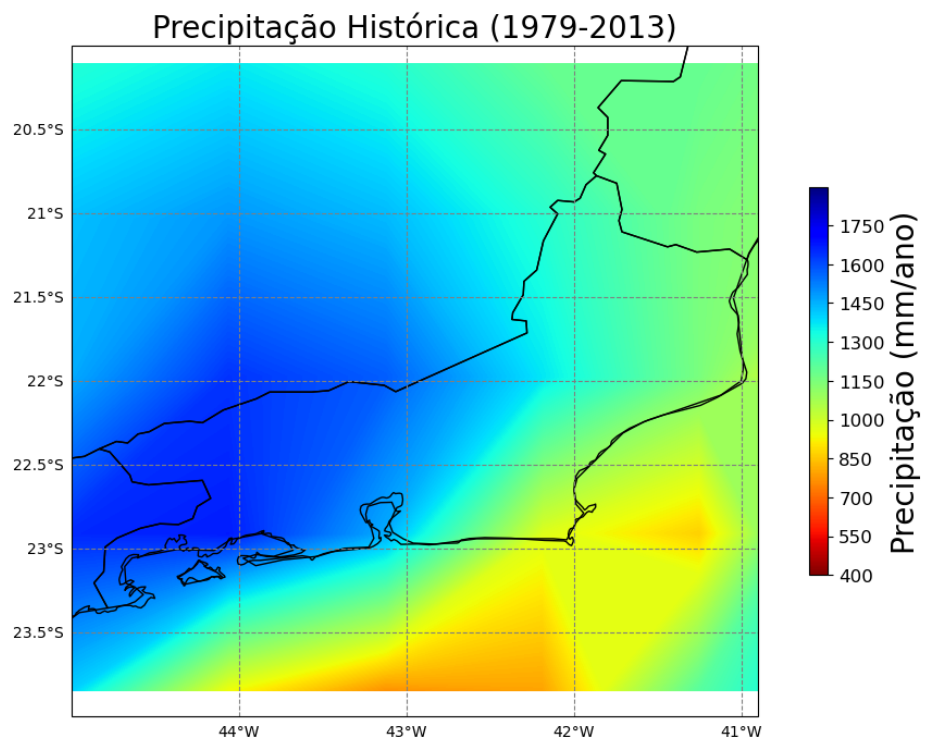 Precipitação Histórica (1979-2013)
20.5°S
21°S
21.5°S
22°S
22.5°S
23°S
23.5°S
44°W
43°W
42°W
41°W
1750
1600
1450
1300
1150
1000
850
700
550
400
Precipitação (mm/ano)